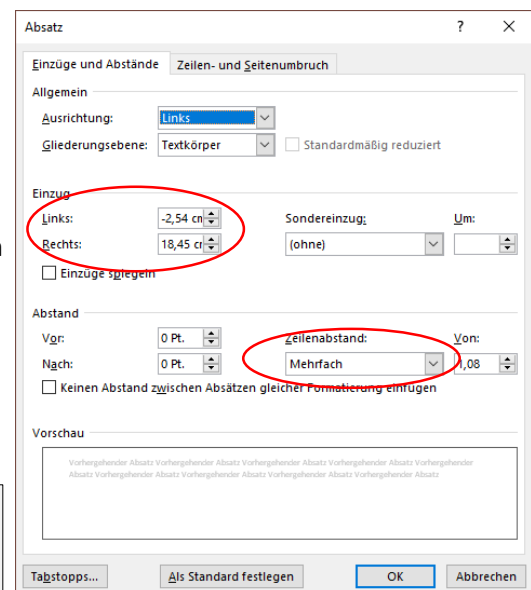 Absatz ? ×
Einzüge und Abstände Zeilen- und Seitenumbruch
Allgemein
Ausrichtung: Links
Gliederungsebene: Textkörper Standardmäßig reduziert
Einzug
Links: -2,54 cm Sondereinzug: Um:
Rechts: 18,45 cm (ohne)
Einzüge spiegeln
Abstand
Vor: 0 Pt. Zeilenabstand: Von:
Nach: 0 Pt. Mehrfach 1,08
Keinen Abstand zwischen Absätzen gleicher Formatierung einfügen
Vorschau
Vorhergehender Absatz Vorhergehender Absatz Vorhergehender Absatz Vorhergehender Absatz Vorhergehender
Absatz Vorhergehender Absatz Vorhergehender Absatz Vorhergehender Absatz Vorhergehender Absatz
Tabstopps... Als Standard festlegen OK Abbrechen